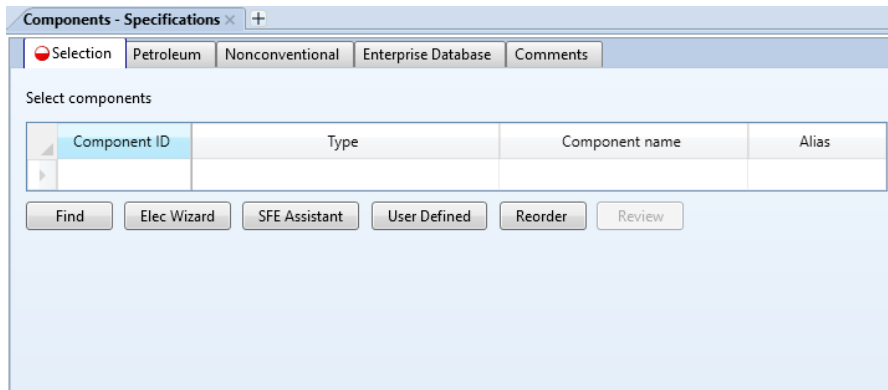 Components - Specifications × +
Selection Petroleum Nonconventional Enterprise Database Comments
Select components
Component ID Type Component name Alias
Find Elec Wizard SFE Assistant User Defined Reorder Review